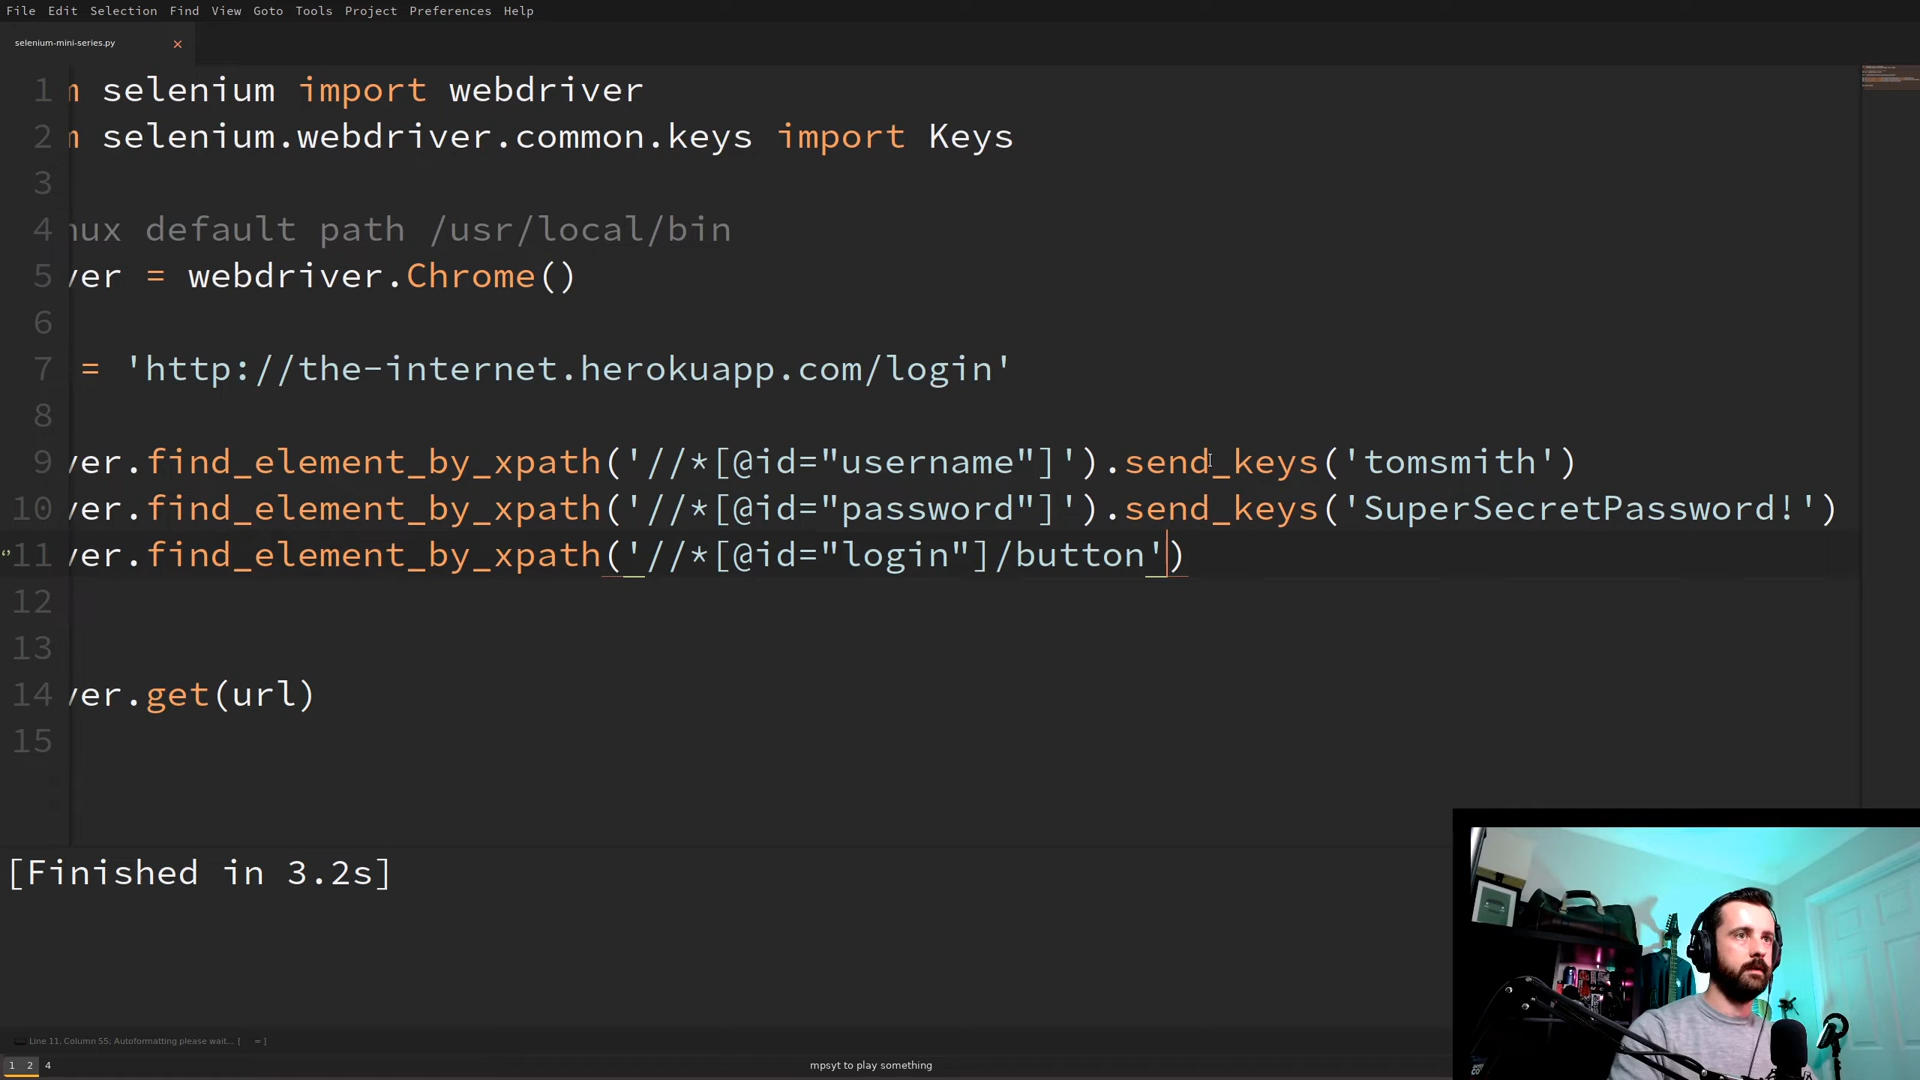 File Edit Selection Find View Goto Tools Project Preferences Help
selenium-mini-series.py
1 m selenium import webdriver
2 m selenium.webdriver.common.keys import Keys
3
4 nux default path /usr/local/bin
5 ver = webdriver.Chrome()
6
7 = 'http://the-internet.herokuapp.com/login'
8
9 ver.find_element_by_xpath('//*[@id="username"]').send_keys('tomsmith')
10 ver.find_element_by_xpath('//*[@id="password"]').send_keys('SuperSecretPassword!')
11 ver.find_element_by_xpath('//*[@id="login"]/button')
12
13
14 ver.get(url)
15
[Finished in 3.2s]
Line 11, Column 55; Autoformatting please wait... [ = ]
1 2 4 mpsyt to play something